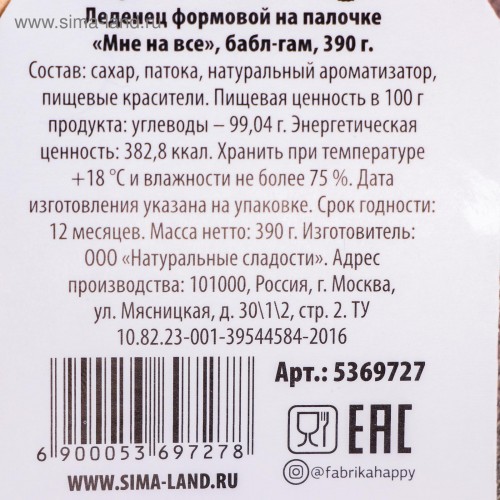 © www.sima-land.ru
Леденец формовой на палочке
«Мне на все», бабл-гам, 390 г.
Состав: сахар, патока, натуральный ароматизатор,
пищевые красители. Пищевая ценность в 100 г
продукта: углеводы – 99,04 г. Энергетическая
ценность: 382,8 ккал. Хранить при температуре
+18 °С и влажности не более 75 %. Дата
изготовления указана на упаковке. Срок годности:
12 месяцев. Масса нетто: 390 г. Изготовитель:
ООО «Натуральные сладости». Адрес
производства: 101000, Россия, г. Москва,
ул. Мясницкая, д. 30\1\2, стр. 2. ТУ
10.82.23-001-39544584-2016
Арт.: 5369727
6 900053 697278
EAC
WWW.SIMA-LAND.RU
@fabrikahappy